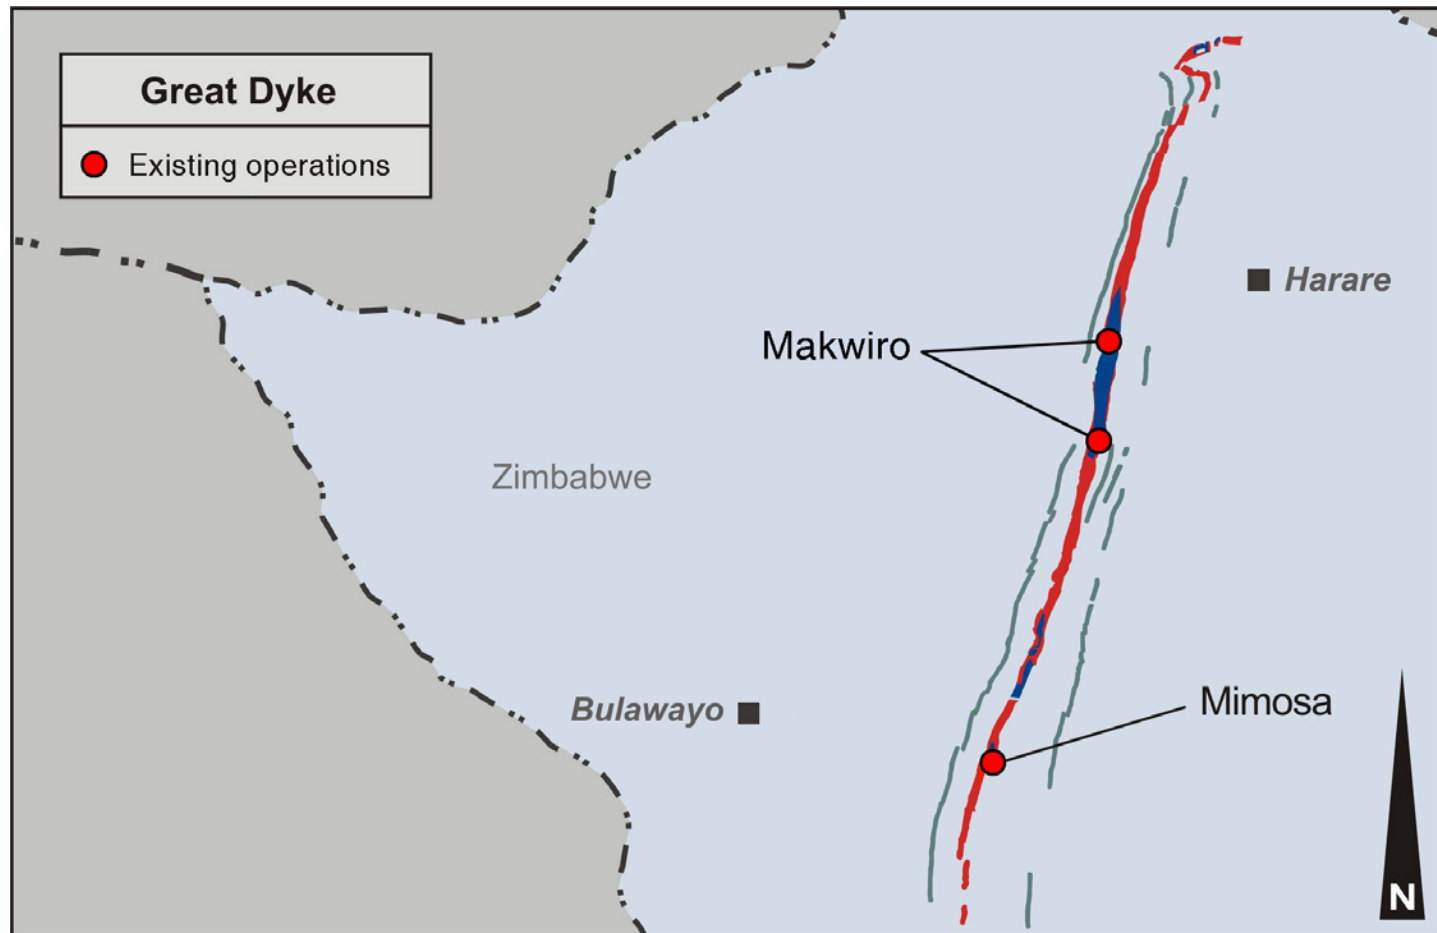 Great Dyke
Existing operations
Harare
Makwiro
Zimbabwe
Mimosa
Bulawayo
N